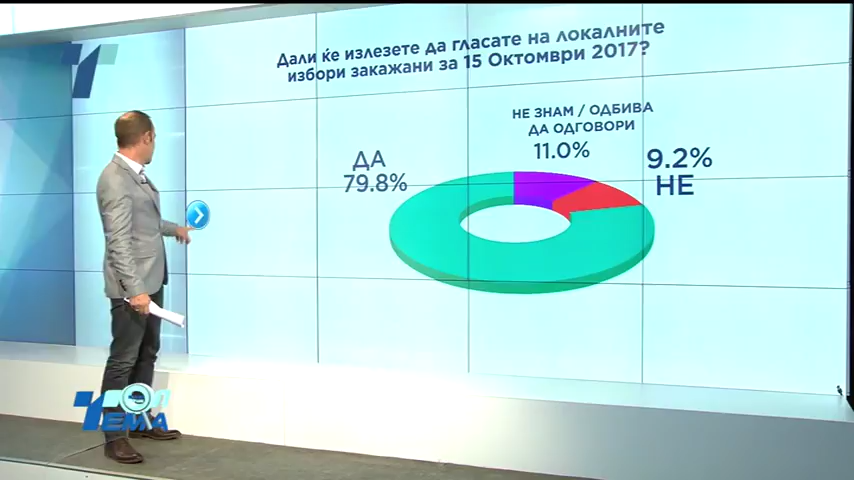 Дали ќе излезете да гласате на локалните
избори закажани за 15 Октомври 2017?
НЕ ЗНАМ / ОДБИВА
ДА ОДГОВОРИ
11.0%
ДА
79.8%
9.2%
НЕ
ТОП
ТЕМА